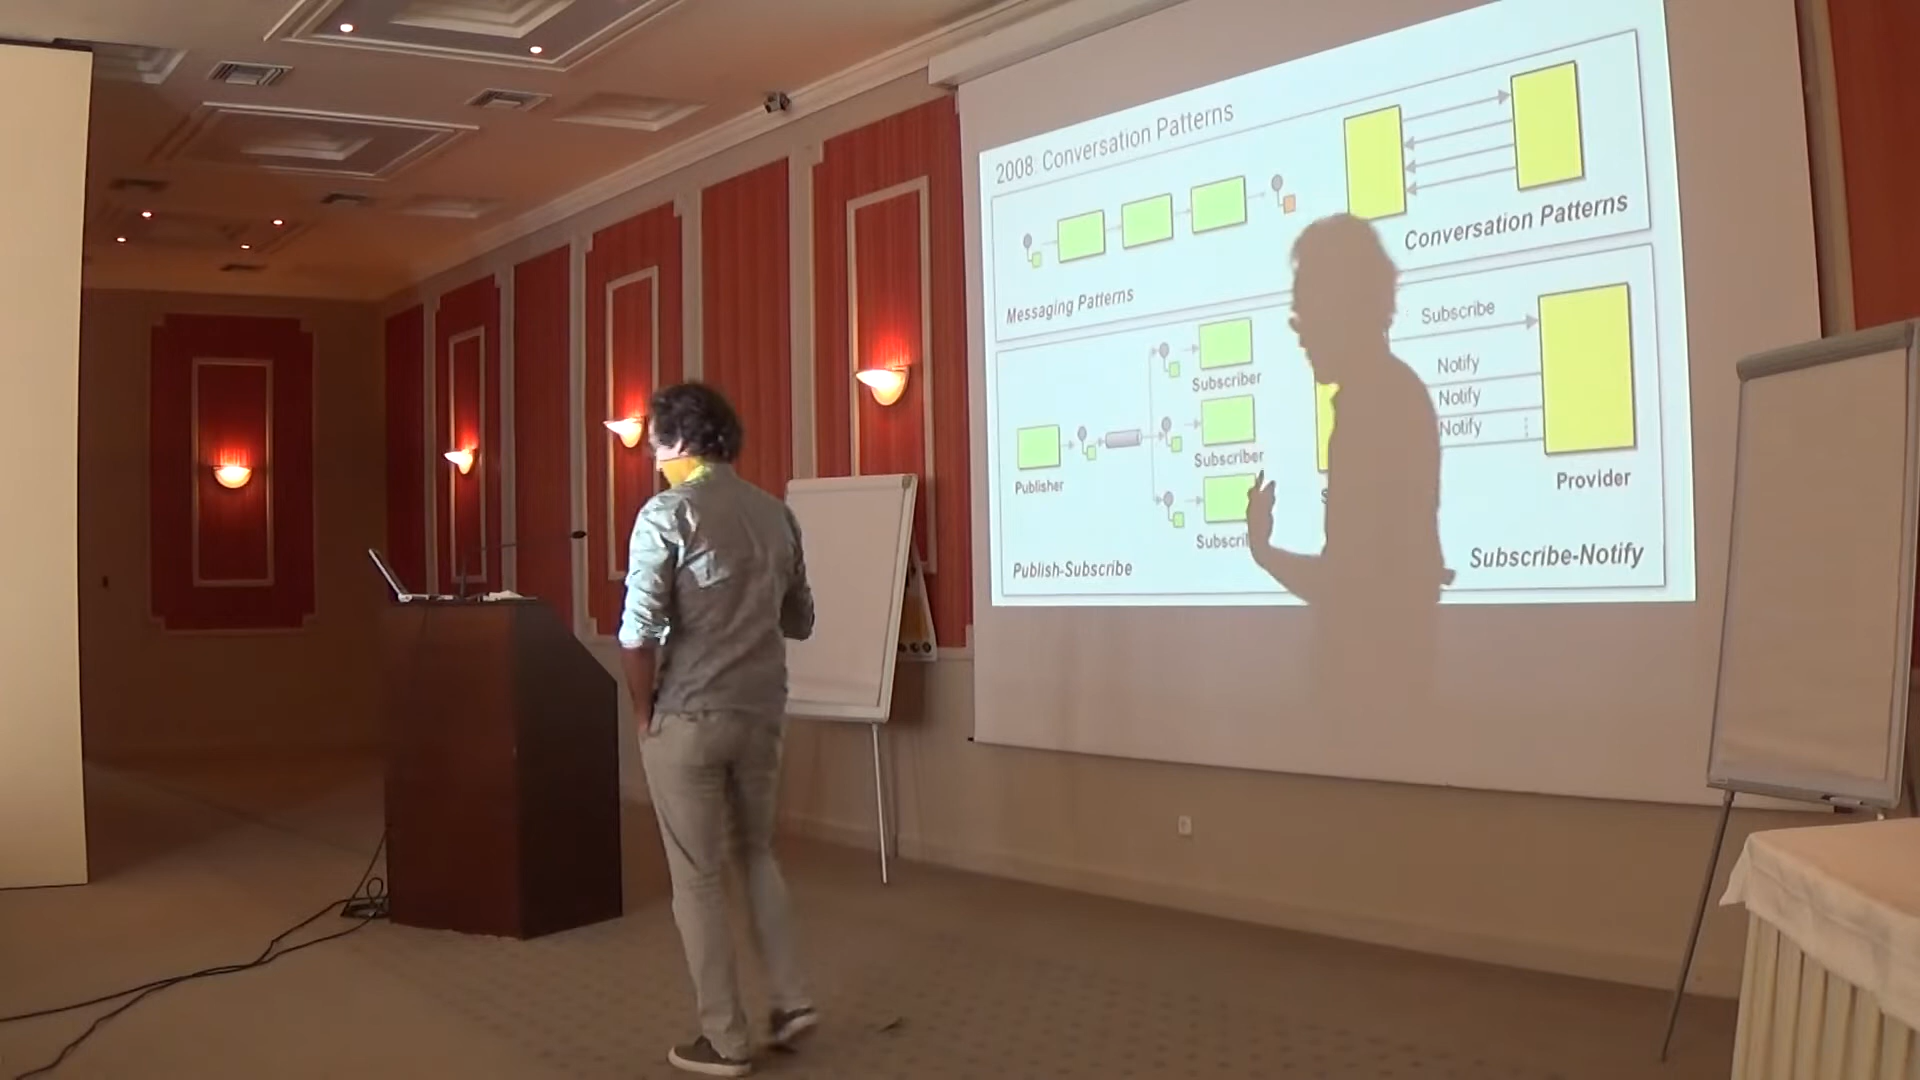 2008: Conversation Patterns
Conversation Patterns
Messaging Patterns
Subscribe
Notify
Notify
Notify
Subscriber
Subscriber
Publisher
Provider
Publish-Subscribe
Subscribe-Notify